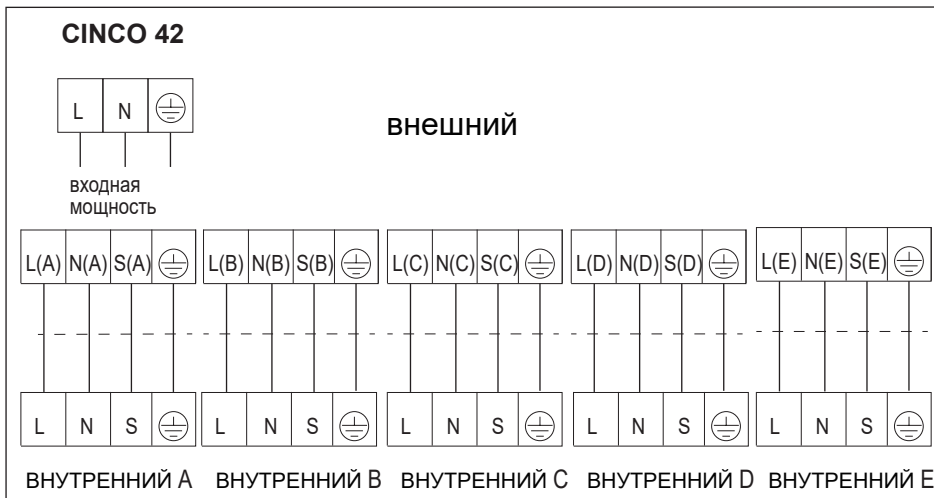 CINCO 42
L N
внешний
входная
мощность
L(A) N(A) S(A) L(B) N(B) S(B) L(C) N(C) S(C) L(D) N(D) S(D) L(E) N(E) S(E)
L N S L N S L N S L N S L N S
ВНУТРЕННИЙ A ВНУТРЕННИЙ B ВНУТРЕННИЙ C ВНУТРЕННИЙ D ВНУТРЕННИЙ E